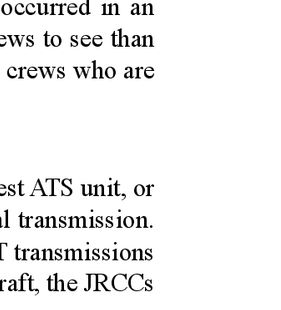 occurred in an
ews to see than
crews who are
est ATS unit, or
l transmission.
T transmissions
raft, the JRCCs